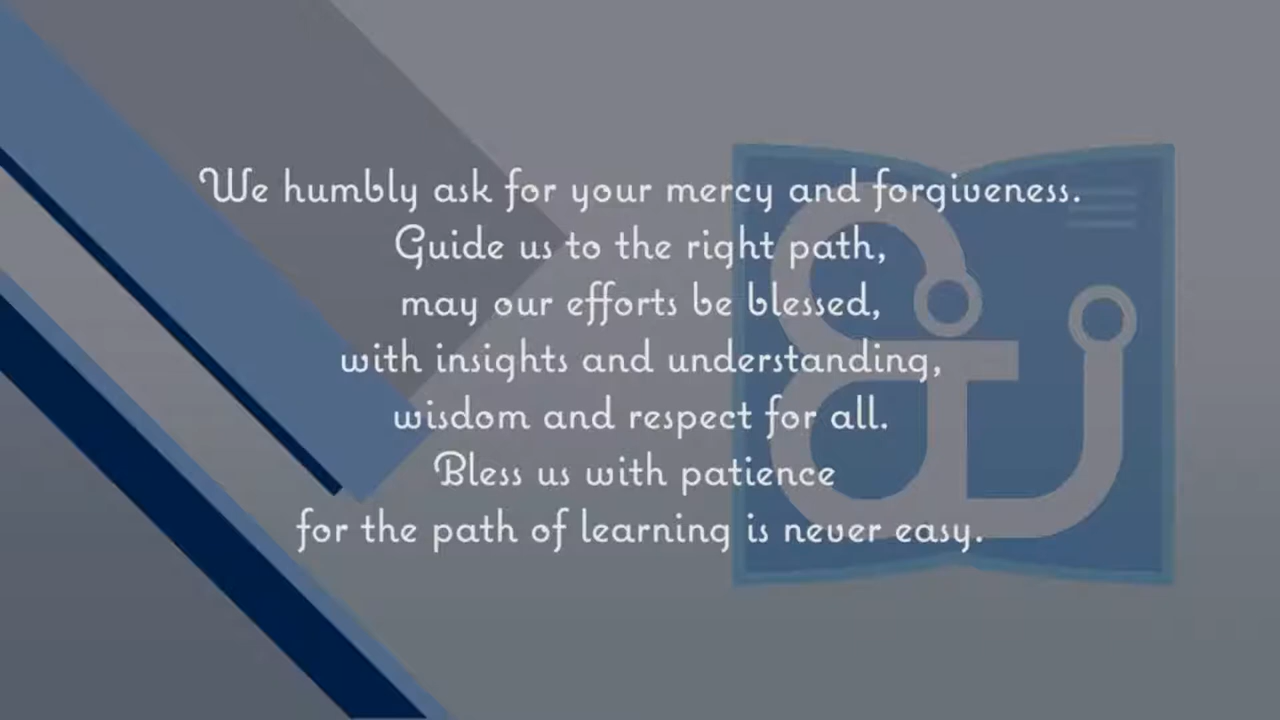 We humbly ask for your mercy and forgiveness.
Guide us to the right path,
may our efforts be blessed,
with insights and understanding,
wisdom and respect for all.
Bless us with patience
for the path of learning is never easy.